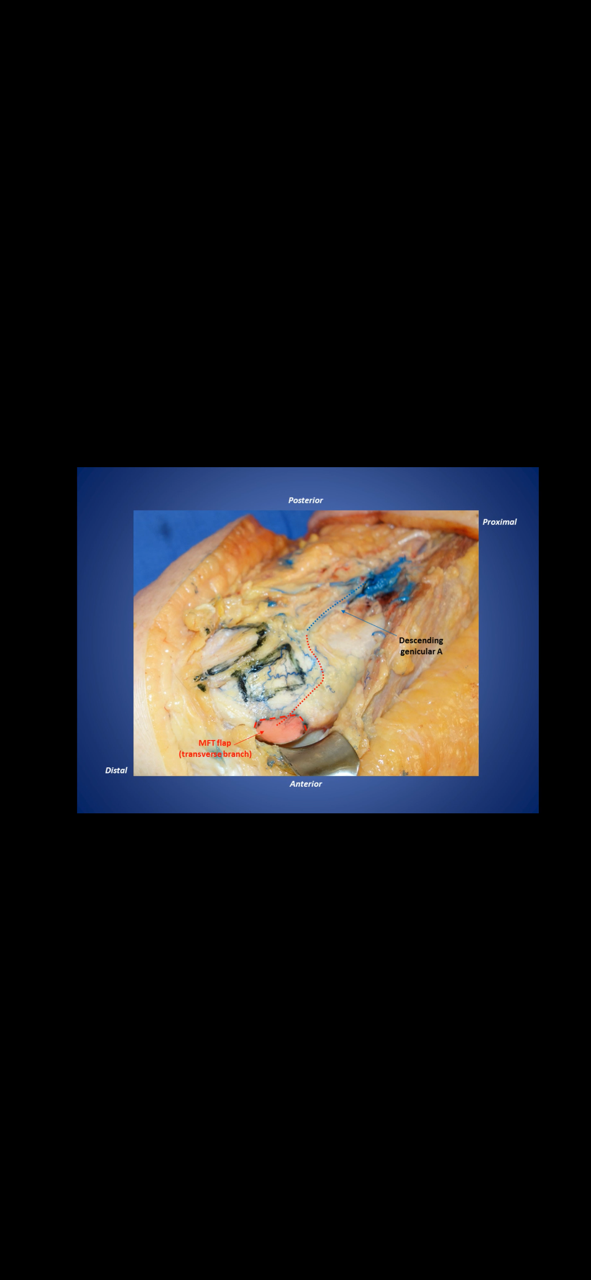 Posterior
Proximal
Descending
genicular A
MFT flap
(transverse branch)
Distal
Anterior